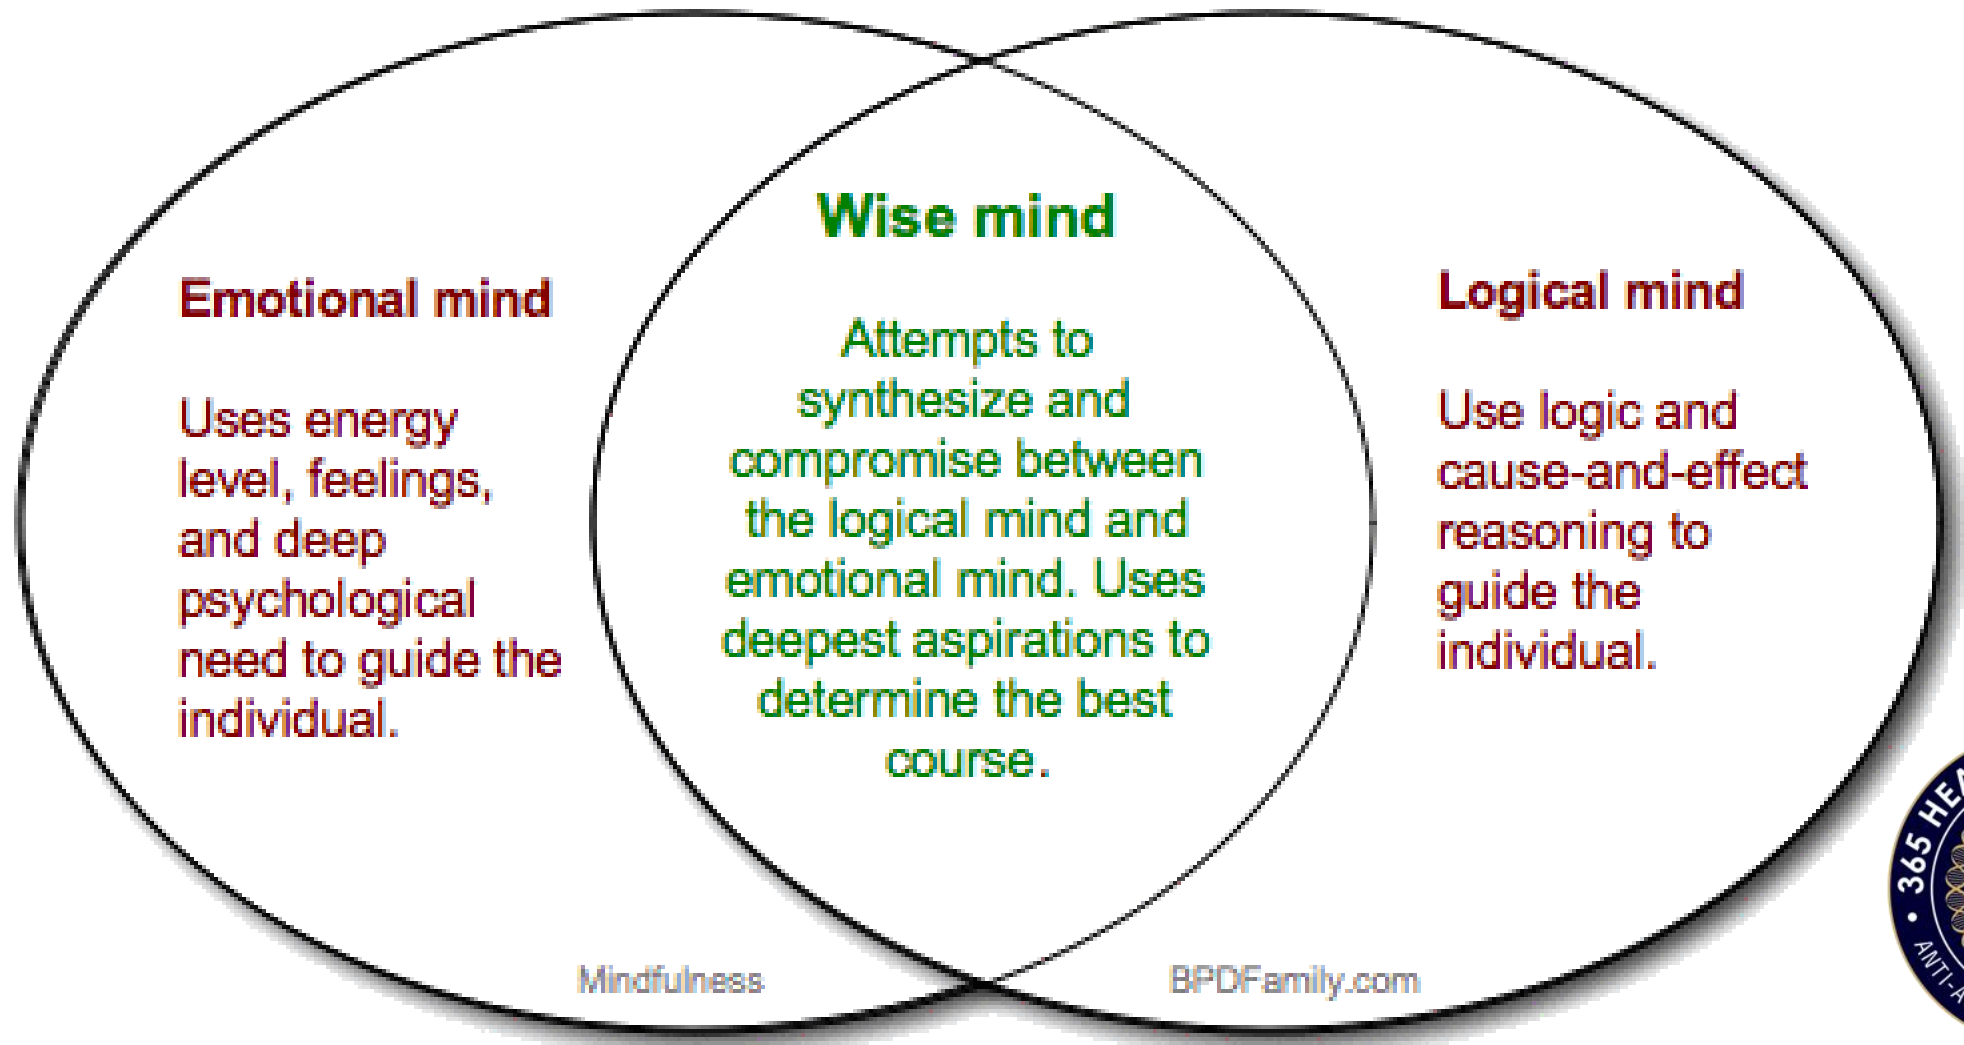 Emotional mind
Uses energy
level, feelings,
and deep
psychological
need to guide the
individual.
Wise mind
Attempts to
synthesize and
compromise between
the logical mind and
emotional mind. Uses
deepest aspirations to
determine the best
course.
Logical mind
Use logic and
cause-and-effect
reasoning to
guide the
individual.
Mindfulness
BPDFamily.com
365